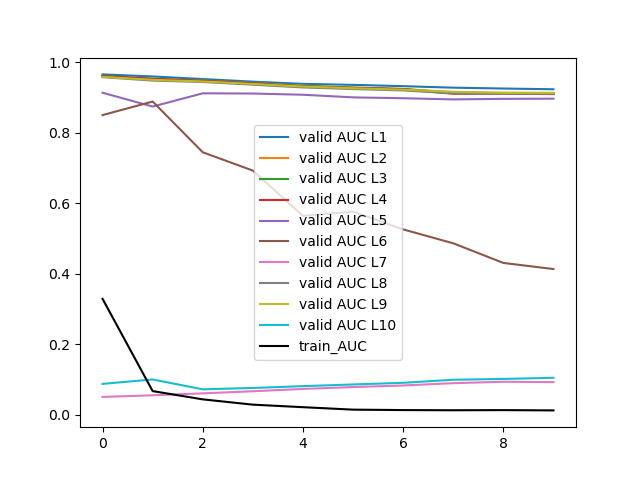 1.0
0.8
0.6
0.4
0.2
0.0
valid AUC L1
valid AUC L2
valid AUC L3
valid AUC L4
valid AUC L5
valid AUC L6
valid AUC L7
valid AUC L8
valid AUC L9
valid AUC L10
train_AUC
0 2 4 6 8